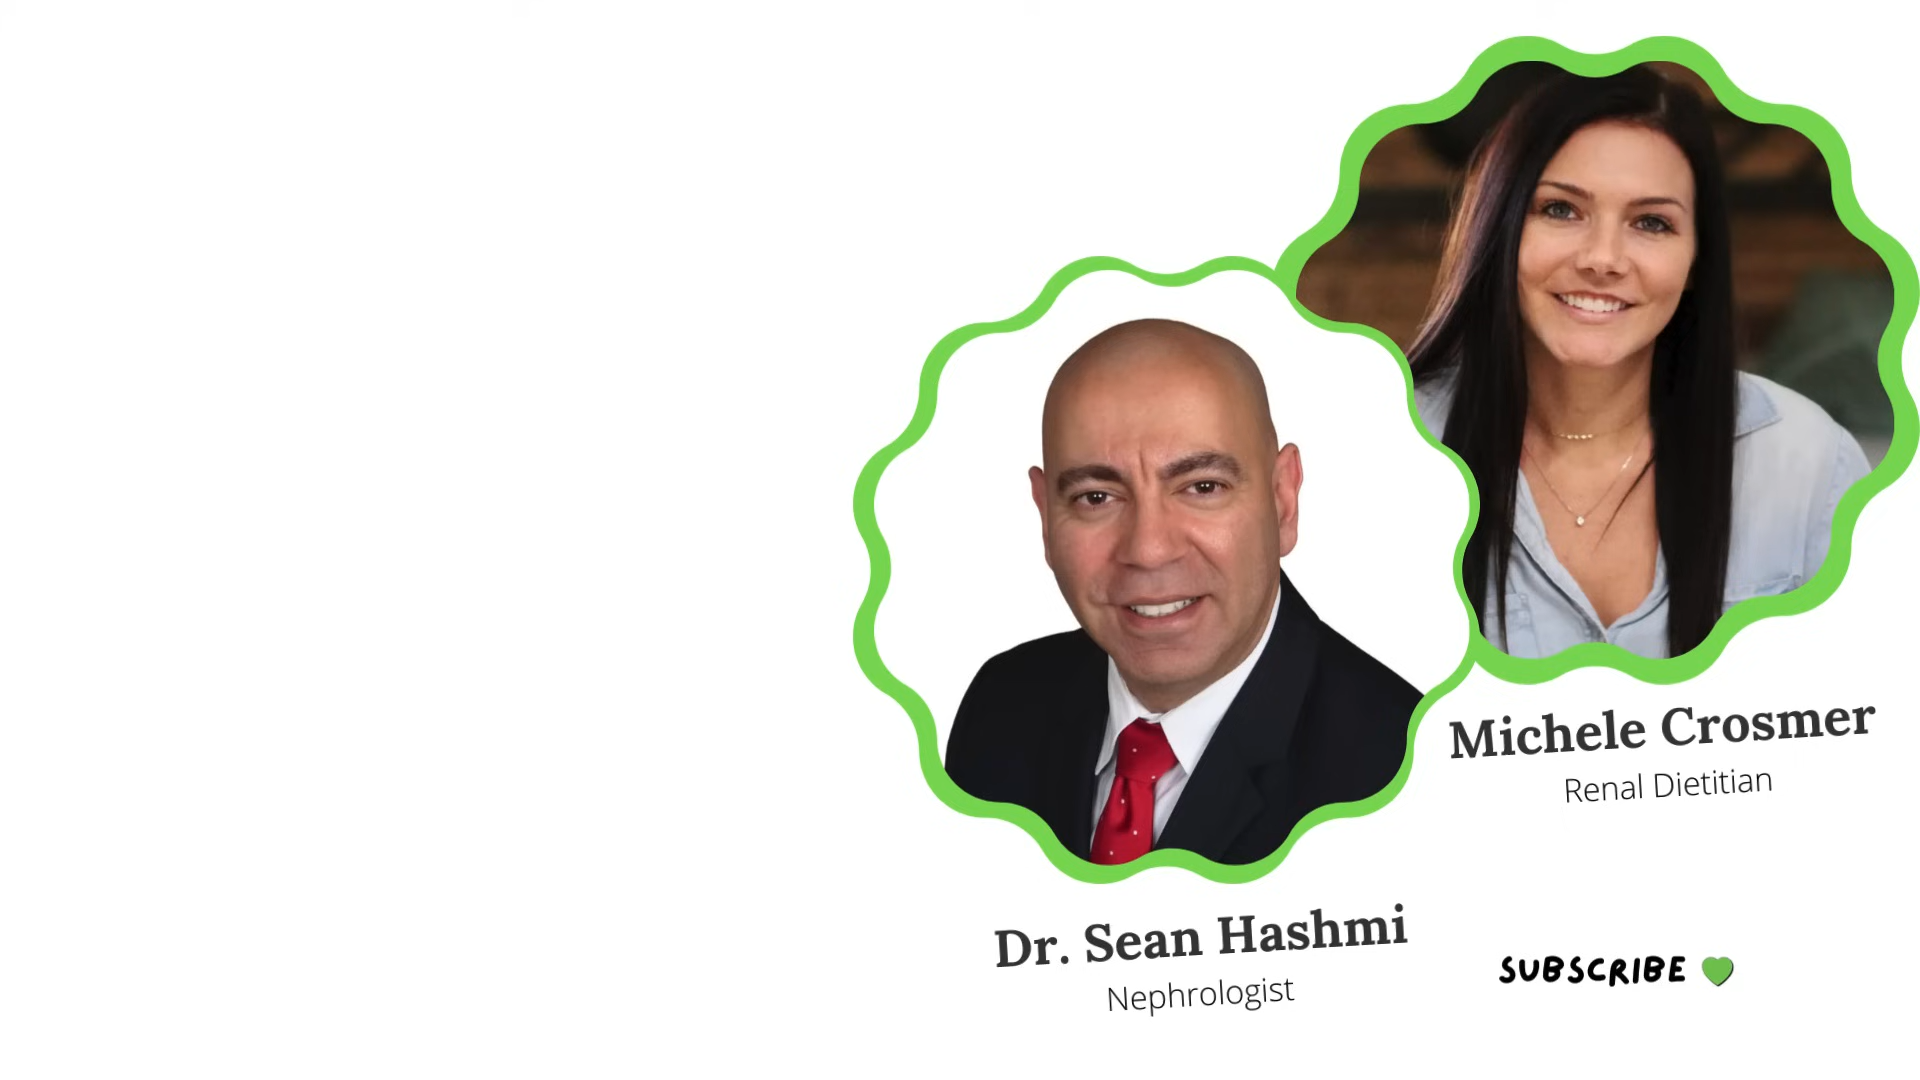 Michele Crosmer
Renal Dietitian
Dr. Sean Hashmi
Nephrologist
SUBSCRIBE